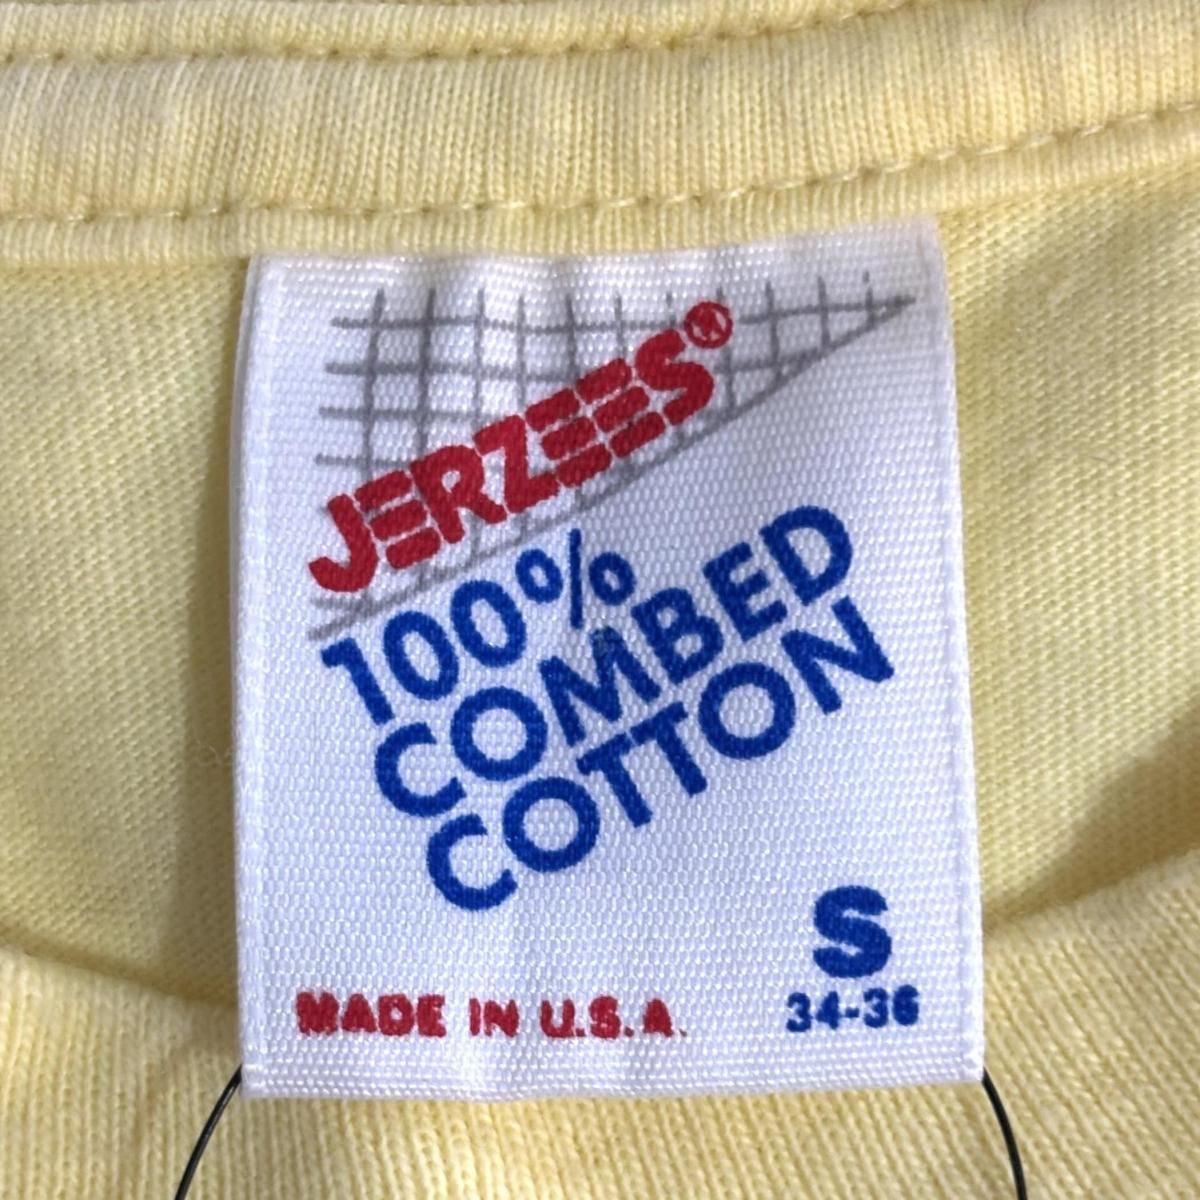 JERZEES®
100%
COMBED
COTTON
S
34-36
MADE IN U.S.A.